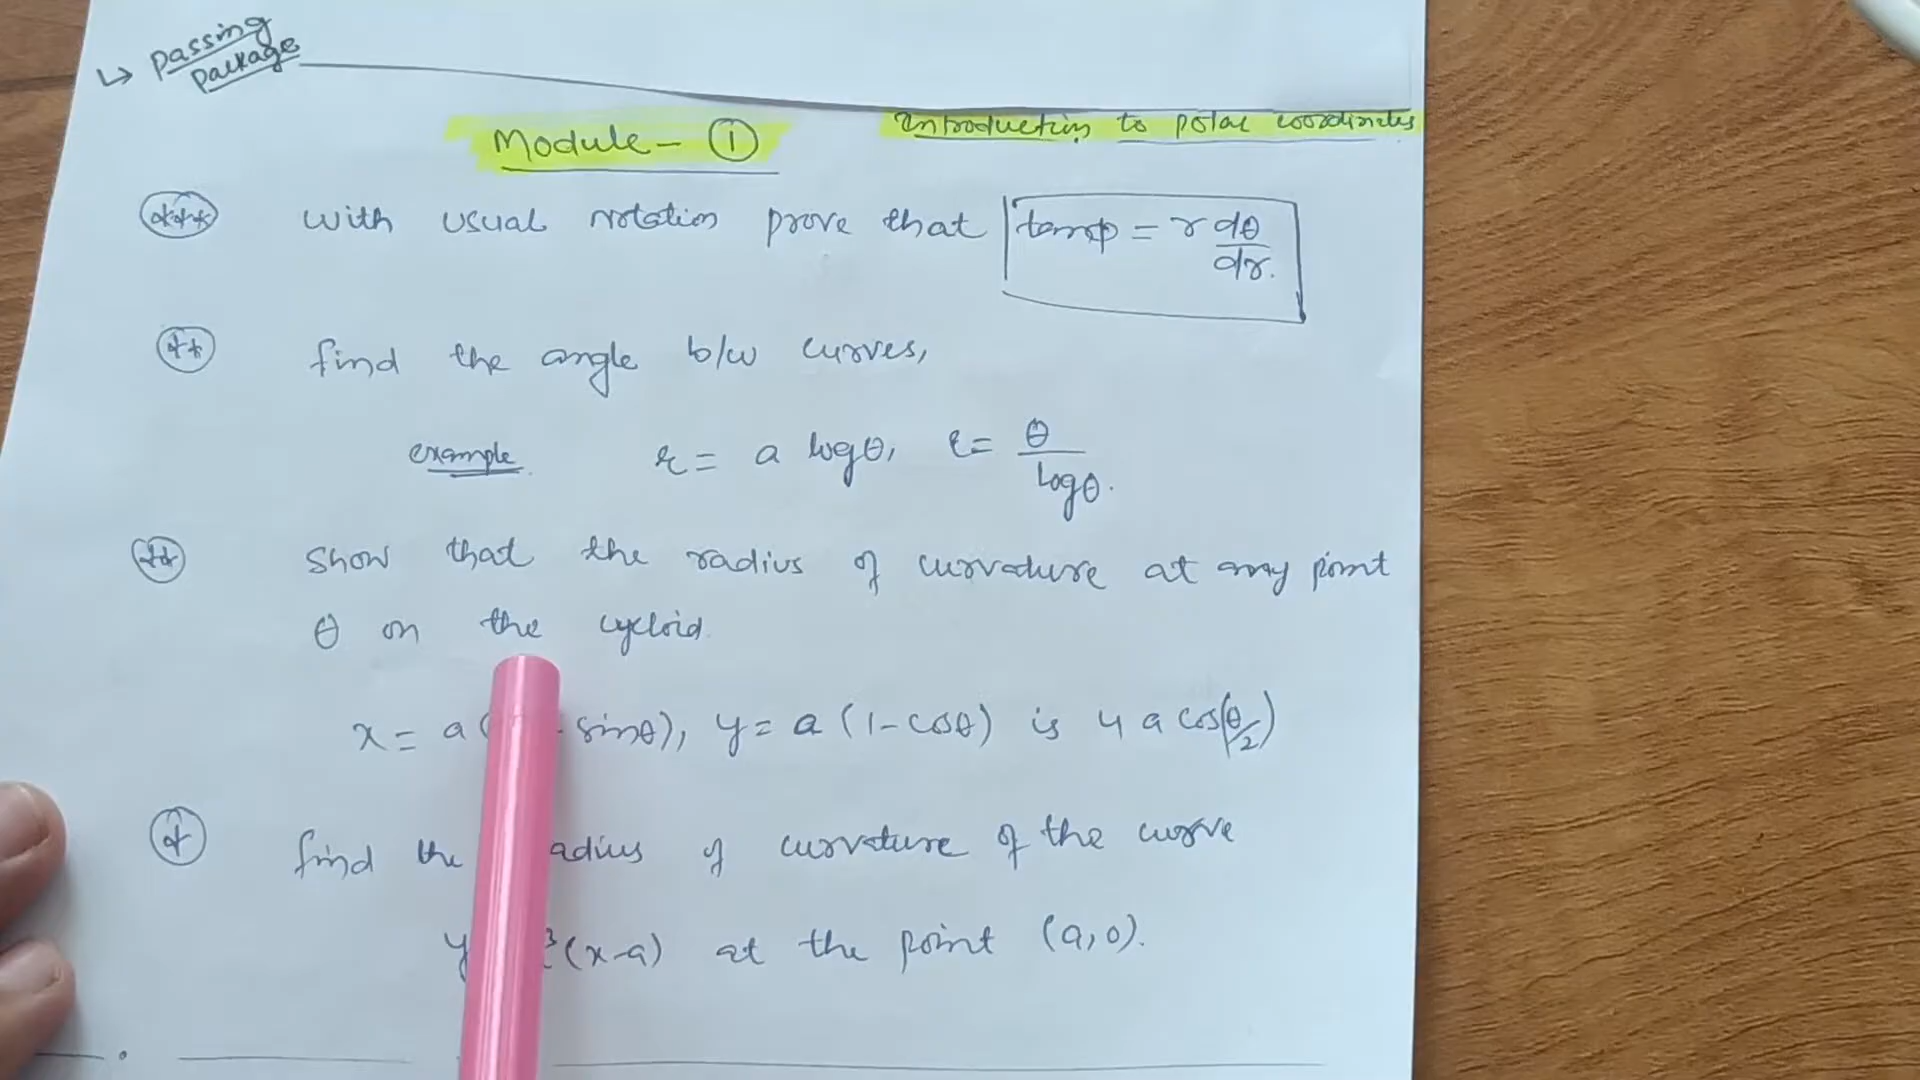 ↳ passing
package
Module - ①
Introduction to polar coordinates
*** with usual notation prove that tanφ = r dθ/dr.
** find the angle b/w curves,
example r = a logθ, r = θ/logθ.
** Show that the radius of curvature at any point
θ on the cycloid.
x = a( sinθ), y = a (1-cosθ) is 4 a cos(θ/2)
* find the adius of curvature of the curve
y (x-a) at the point (a,0).